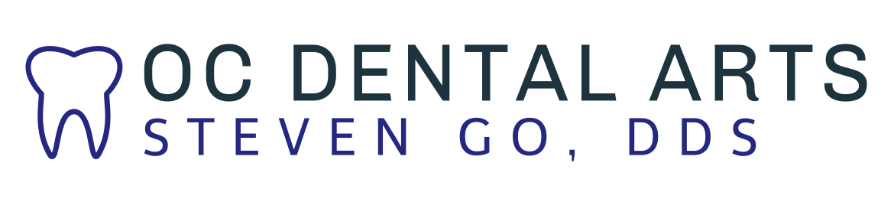 OC DENTAL ARTS
STEVEN GO, DDS